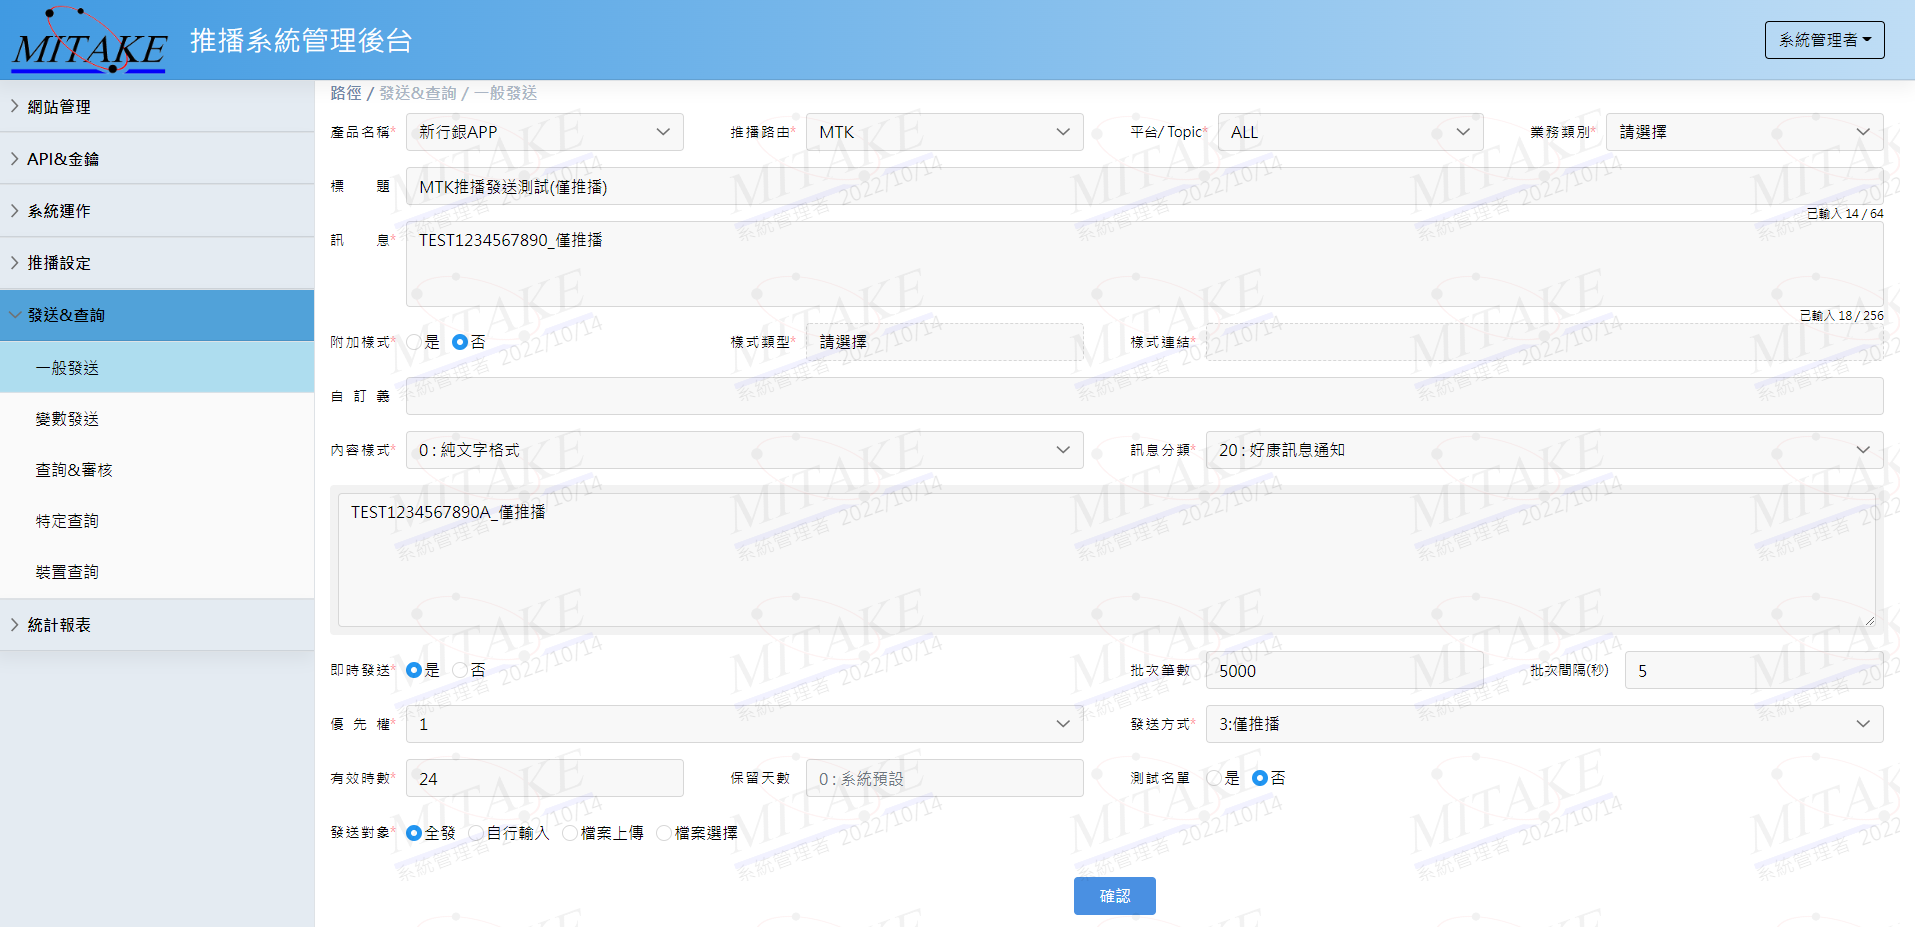 MITAKE 推播系統管理後台
系統管理者
網站管理
API&金鑰
系統運作
推播設定
發送&查詢
一般發送
變數發送
查詢&審核
特定查詢
裝置查詢
統計報表
路徑 / 發送&查詢 / 一般發送
產品名稱* 新行銀APP 推播路由* MTK 平台/ Topic* ALL 業務類別* 請選擇
標題 MTK推播發送測試(僅推播)
已輸入 14 / 64
訊息* TEST1234567890_僅推播
已輸入 18 / 256
附加樣式* 是 否 樣式類型* 請選擇 樣式連結*
自訂義
內容樣式* 0 : 純文字格式 訊息分類* 20 : 好康訊息通知
TEST1234567890A_僅推播
即時發送* 是 否 批次筆數 5000 批次間隔(秒) 5
優先權* 1 發送方式* 3:僅推播
有效時數* 24 保留天數 0 : 系統預設 測試名單 是 否
發送對象* 全發 自行輸入 檔案上傳 檔案選擇
確認
MITAKE
系統管理者 2022/10/14